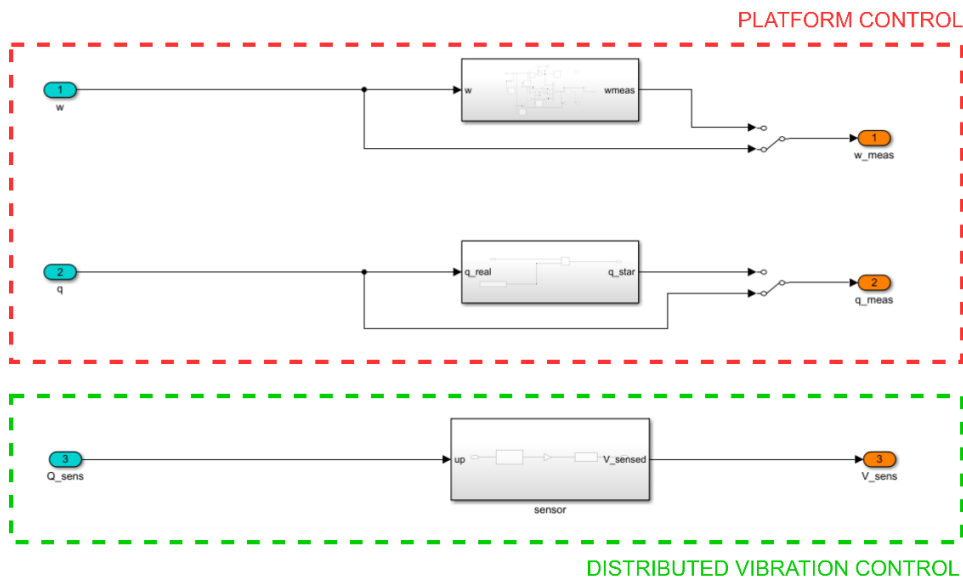 PLATFORM CONTROL
1
w
w
wmeas
1
w_meas
2
q
q_real
q_star
2
q_meas
3
Q_sens
up
V_sensed
sensor
3
V_sens
DISTRIBUTED VIBRATION CONTROL